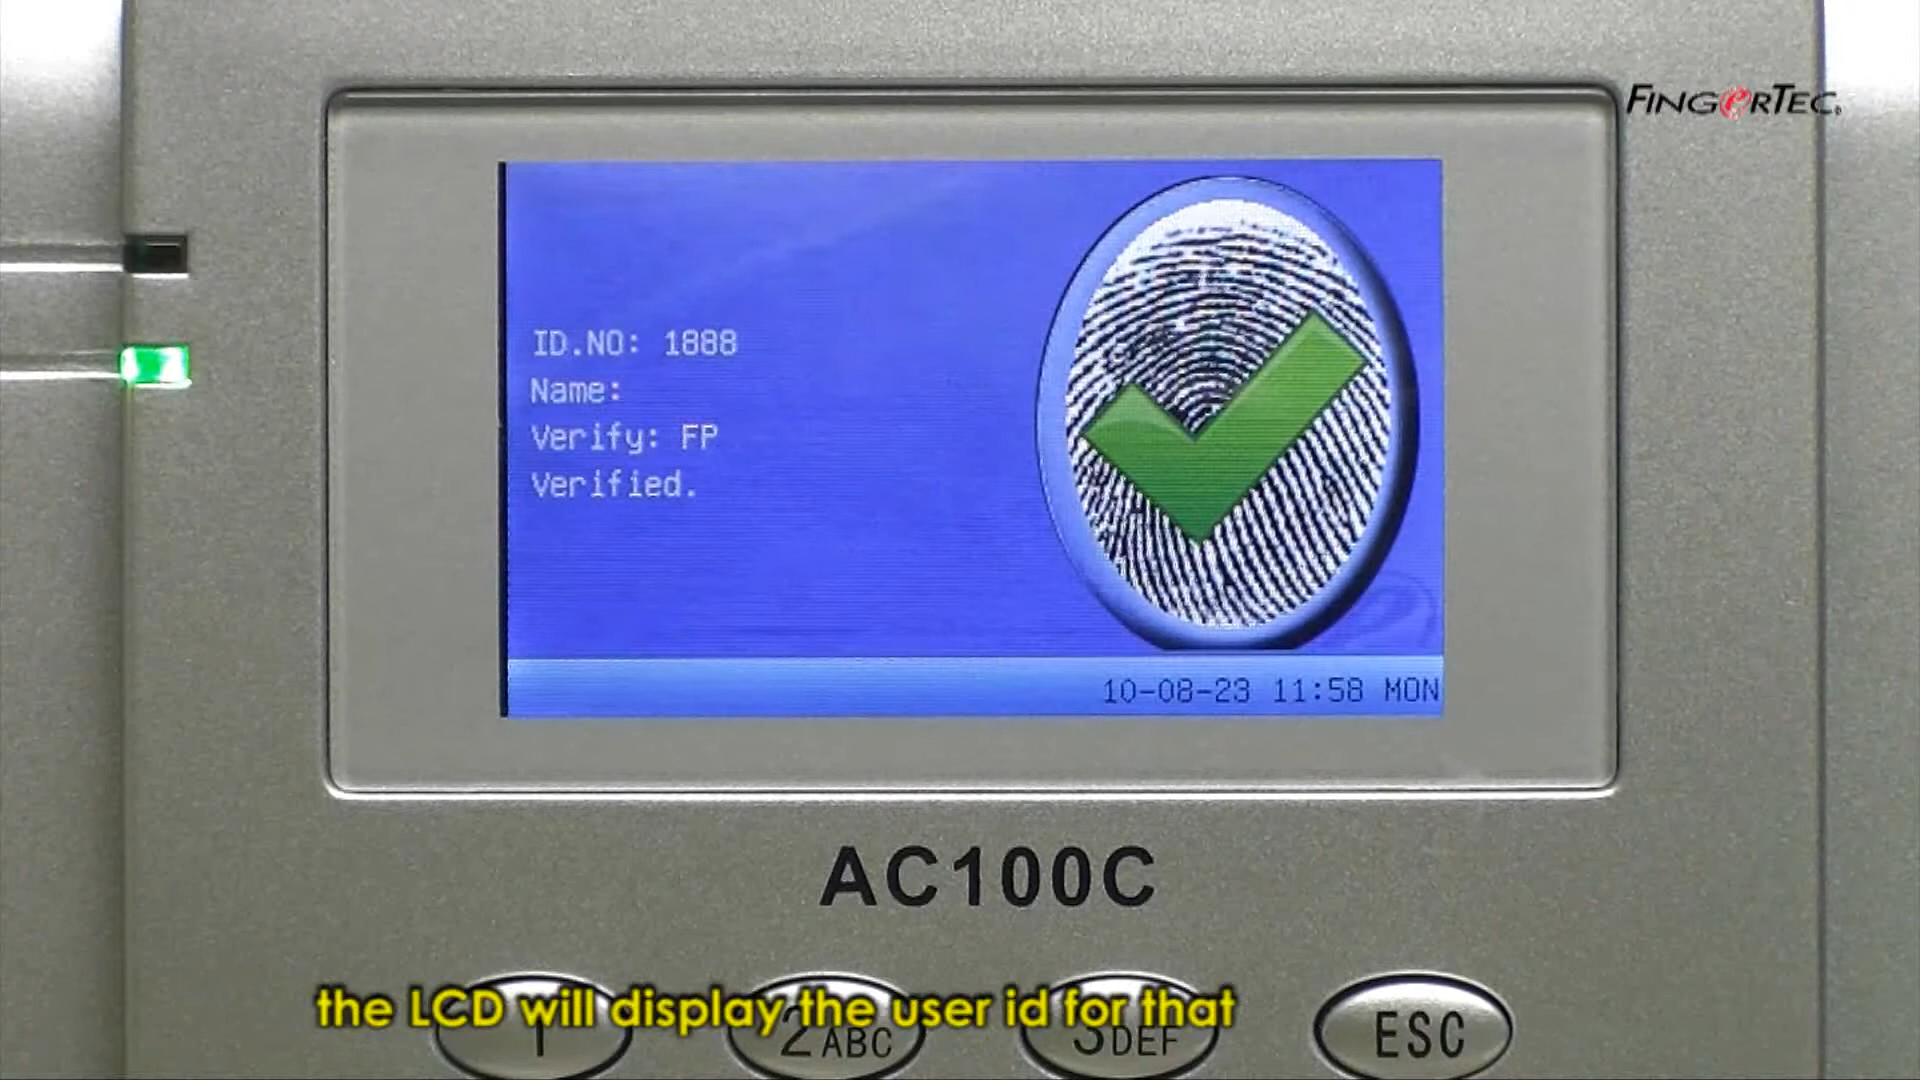 FINGERTEC
ID.NO: 1888
Name:
Verify: FP
Verified.
10-08-23 11:58 MON
AC100C
the LCD will display the user id for that
1 2ABC 3DEF ESC